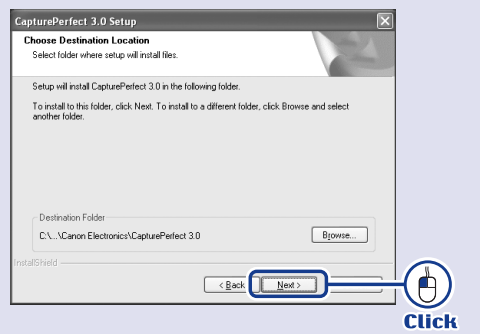 CapturePerfect 3.0 Setup
Choose Destination Location
Select folder where setup will install files.
Setup will install CapturePerfect 3.0 in the following folder.
To install to this folder, click Next. To install to a different folder, click Browse and select
another folder.
Destination Folder
C:\...\Canon Electronics\CapturePerfect 3.0
Browse...
InstallShield
< Back
Next >
Click